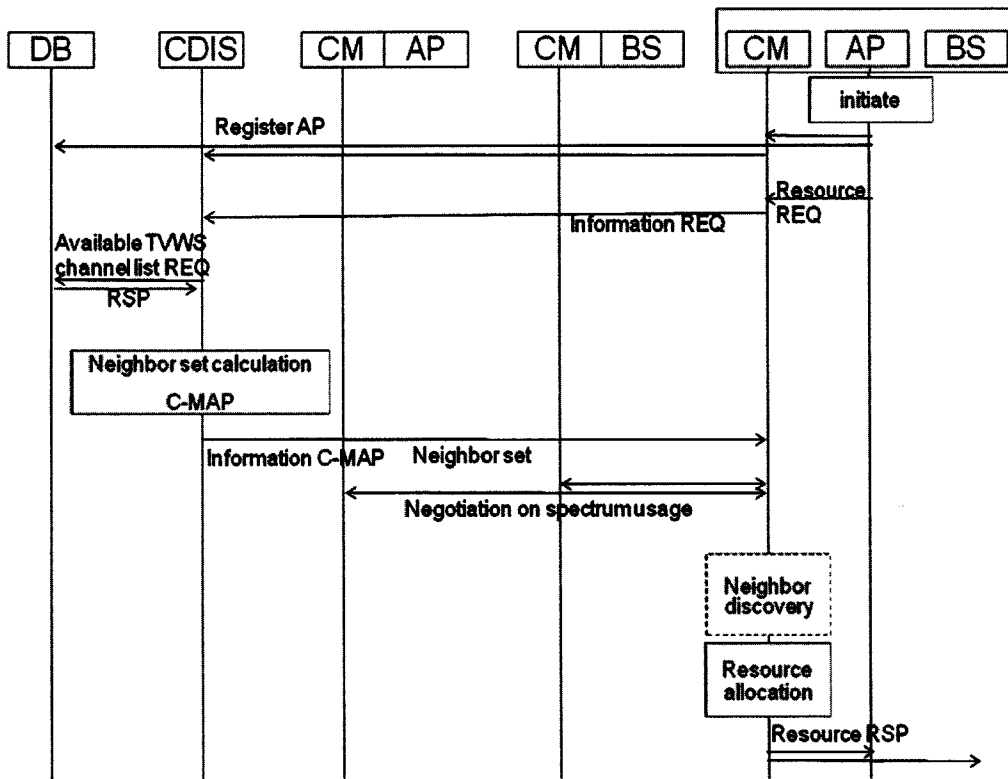 DB CDIS CM AP CM BS CM AP BS
initiate
Register AP
Resource
REQ
Information REQ
Available TVWS
channel list REQ
RSP
Neighbor set calculation
C-MAP
Information C-MAP Neighbor set
Negotiation on spectrum usage
Neighbor
discovery
Resource
allocation
Resource RSP